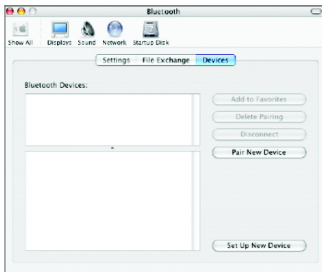 Bluetooth
Show All Displays Sound Network Startup Disk
Settings File Exchange Devices
Bluetooth Devices:
Add to Favorites
Delete Pairing
Disconnect
Pair New Device
Set Up New Device